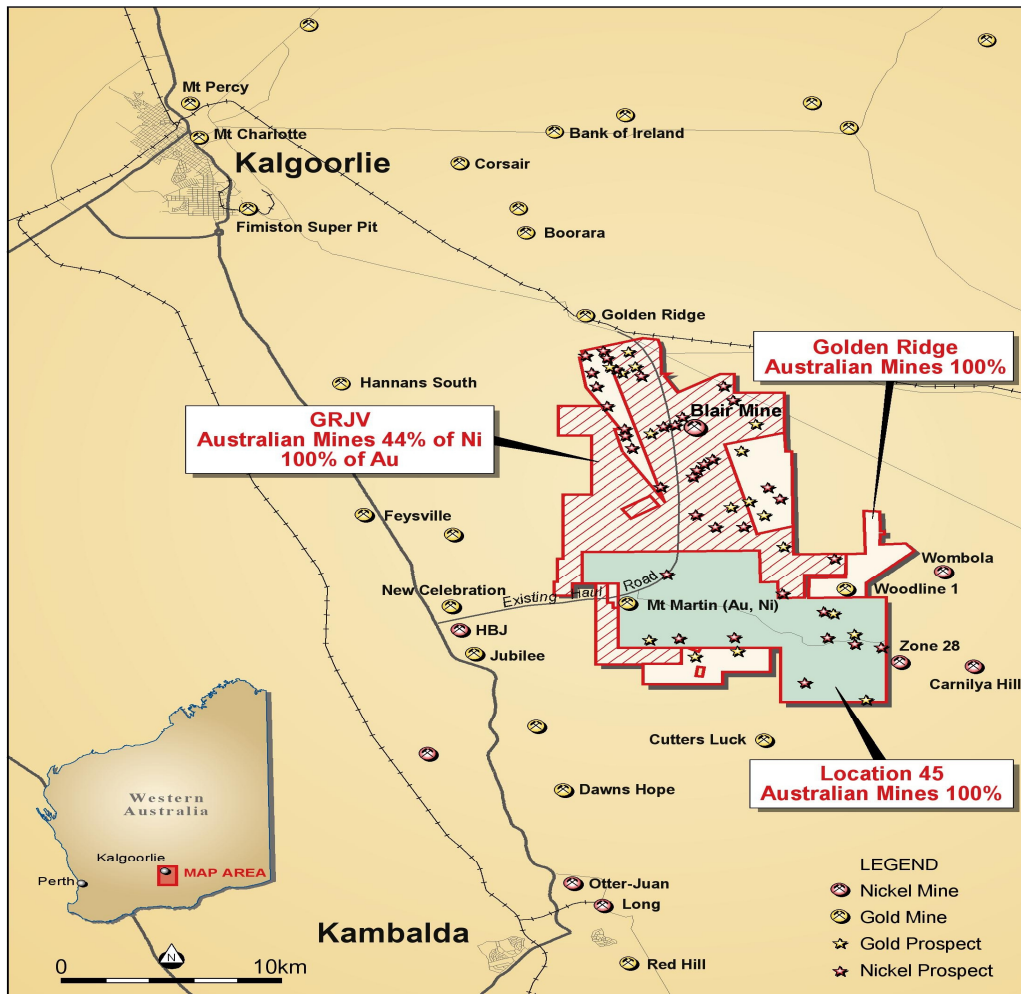 Mt Percy
Mt Charlotte
Kalgoorlie
Bank of Ireland
Corsair
Fimiston Super Pit
Boorara
Golden Ridge
Golden Ridge
Australian Mines 100%
Hannans South
Blair Mine
GRJV
Australian Mines 44% of Ni
100% of Au
Feysville
Wombola
New Celebration
Existing Haul Road
Woodline 1
Mt Martin (Au, Ni)
HBJ
Jubilee
Zone 28
Carnilya Hill
Cutters Luck
Location 45
Australian Mines 100%
Dawns Hope
Western
Australia
Kalgoorlie
MAP AREA
Perth
Otter-Juan
Long
Kambalda
Red Hill
LEGEND
Nickel Mine
Gold Mine
Gold Prospect
Nickel Prospect
N
0 10km